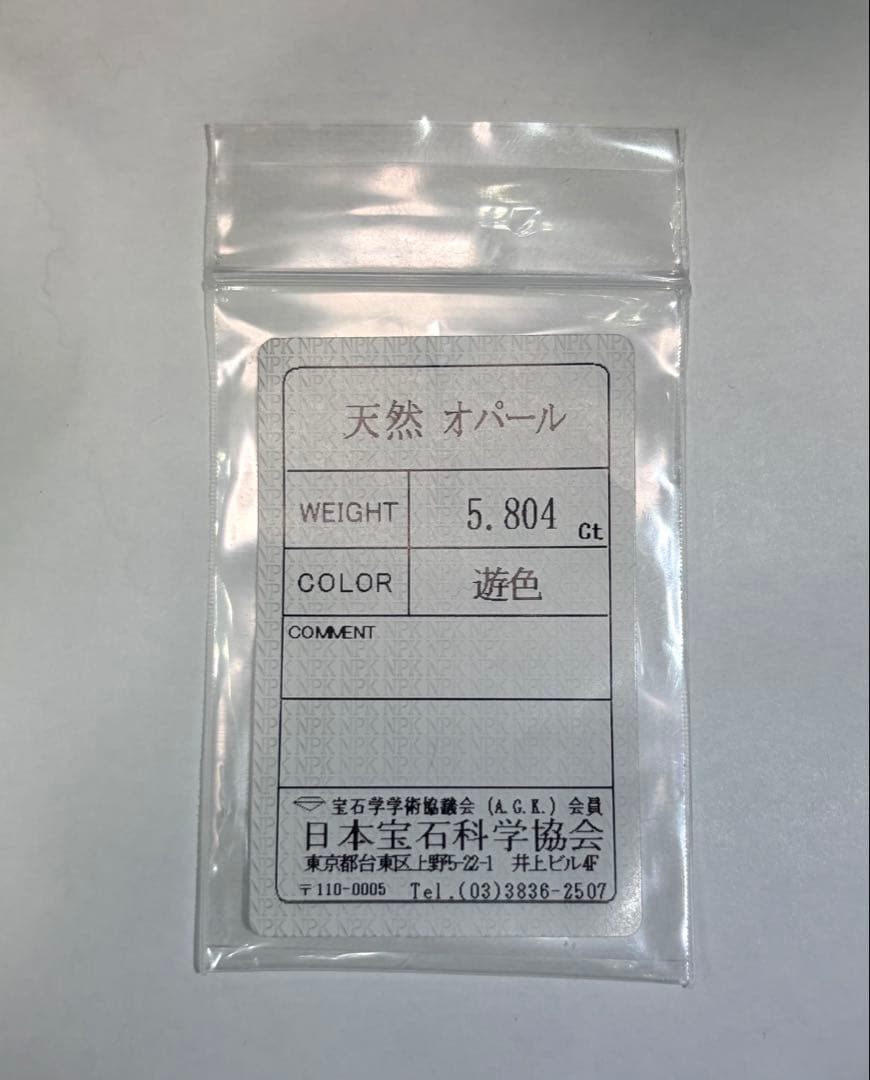 天然 オパール
WEIGHT 5.804 Ct
COLOR 遊色
COMMENT
宝石学学術協議会 (A.G.K.) 会員
日本宝石科学協会
東京都台東区上野5-22-1 井上ビル4F
〒110-0005 Tel.(03)3836-2507